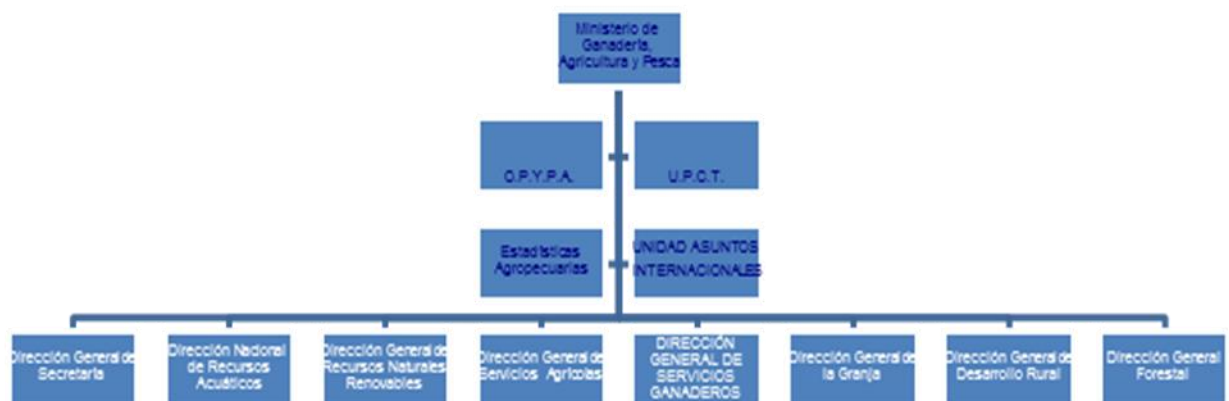 Ministerio de
Ganadería,
Agricultura y Pesca
O.P.Y.P.A.
U.P.C.T.
Estadísticas
Agropecuarias
UNIDAD ASUNTOS
INTERNACIONALES
Dirección General de
Secretaría
Dirección Nacional
de Recursos
Acuáticos
Dirección General de
Recursos Naturales
Renovables
Dirección General de
Servicios Agrícolas
DIRECCIÓN
GENERAL DE
SERVICIOS
GANADEROS
Dirección General de
la Granja
Dirección General de
Desarrollo Rural
Dirección General
Forestal